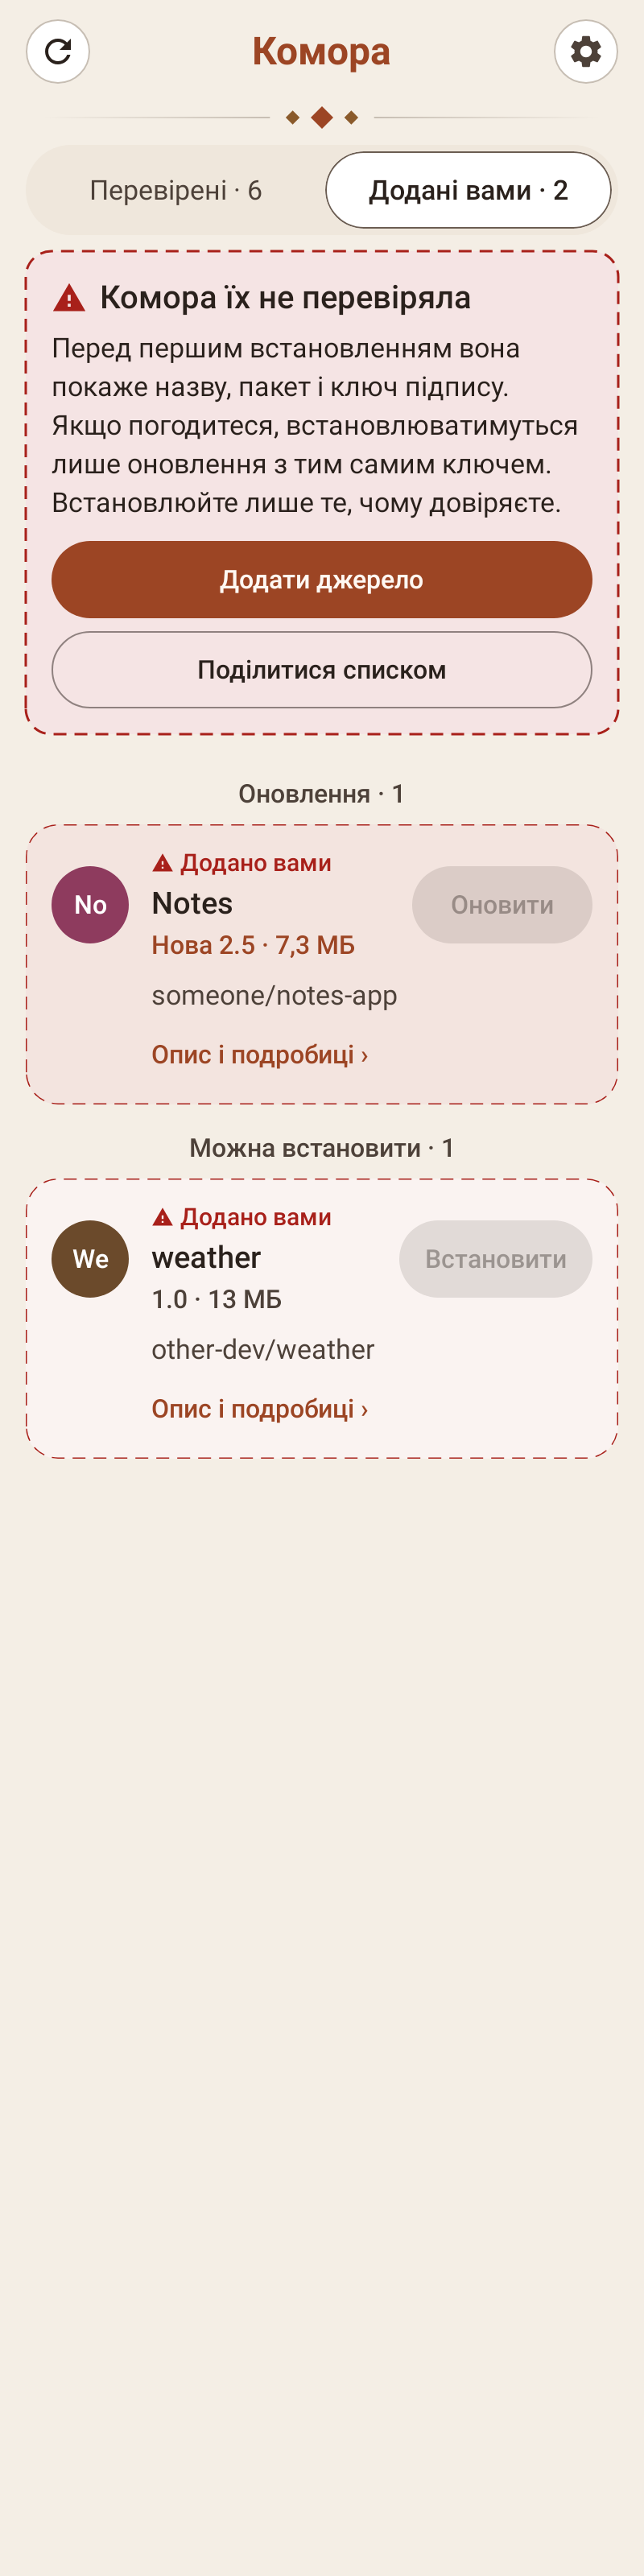 Комора
Перевірені · 6
Додані вами · 2
Комора їх не перевіряла
Перед першим встановленням вона
покаже назву, пакет і ключ підпису.
Якщо погодитеся, встановлюватимуться
лише оновлення з тим самим ключем.
Встановлюйте лише те, чому довіряєте.
Додати джерело
Поділитися списком
Оновлення · 1
Додано вами
No
Notes
Оновити
Нова 2.5 · 7,3 МБ
someone/notes-app
Опис і подробиці ›
Можна встановити · 1
Додано вами
We
weather
Встановити
1.0 · 13 МБ
other-dev/weather
Опис і подробиці ›